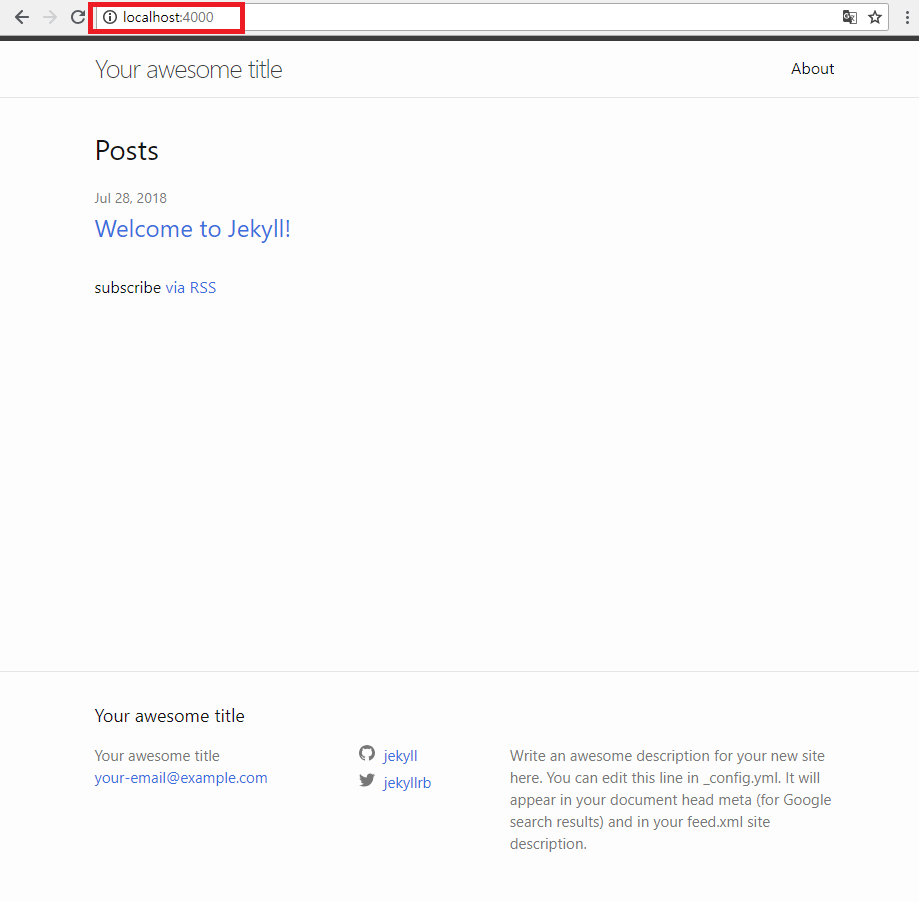 localhost:4000
Your awesome title
About
Posts
Jul 28, 2018
Welcome to Jekyll!
subscribe via RSS
Your awesome title
Your awesome title
your-email@example.com
jekyll
jekyllrb
Write an awesome description for your new site
here. You can edit this line in _config.yml. It will
appear in your document head meta (for Google
search results) and in your feed.xml site
description.